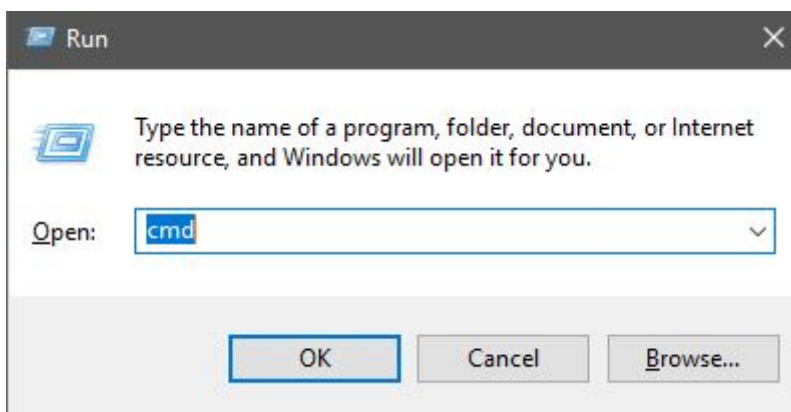 Run
Type the name of a program, folder, document, or Internet
resource, and Windows will open it for you.
Open: cmd
OK Cancel Browse...